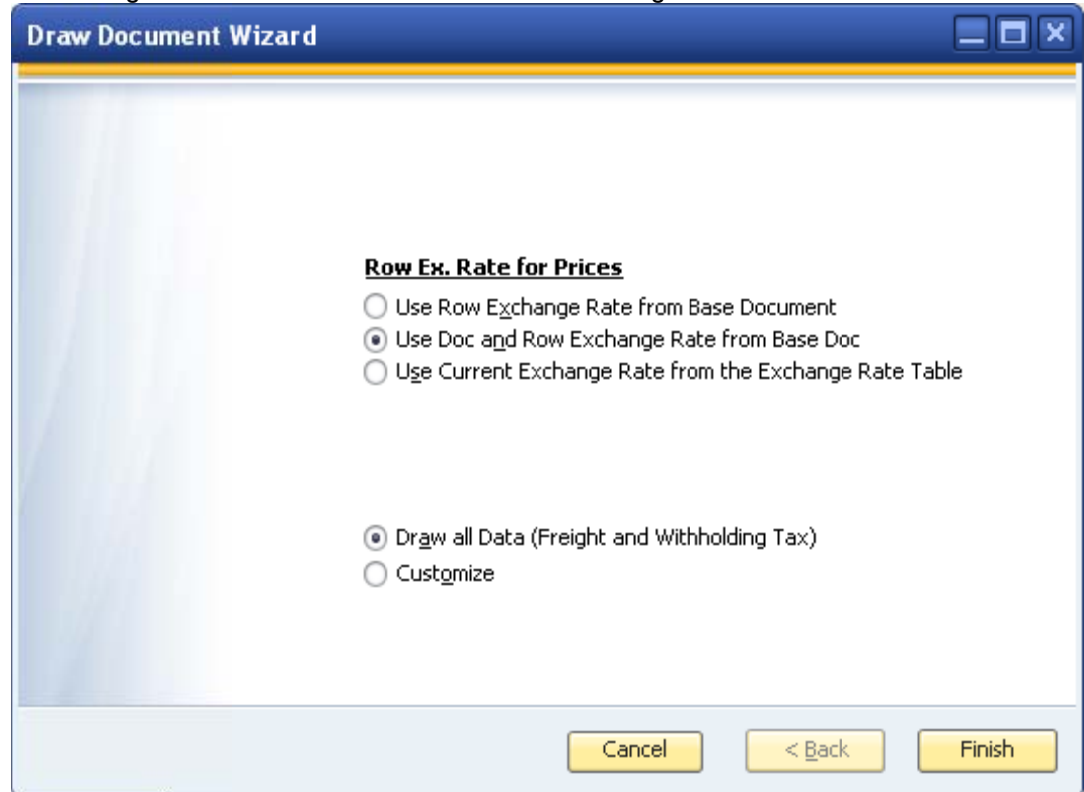 Draw Document Wizard
Row Ex. Rate for Prices
Use Row Exchange Rate from Base Document
Use Doc and Row Exchange Rate from Base Doc
Use Current Exchange Rate from the Exchange Rate Table
Draw all Data (Freight and Withholding Tax)
Customize
Cancel
< Back
Finish